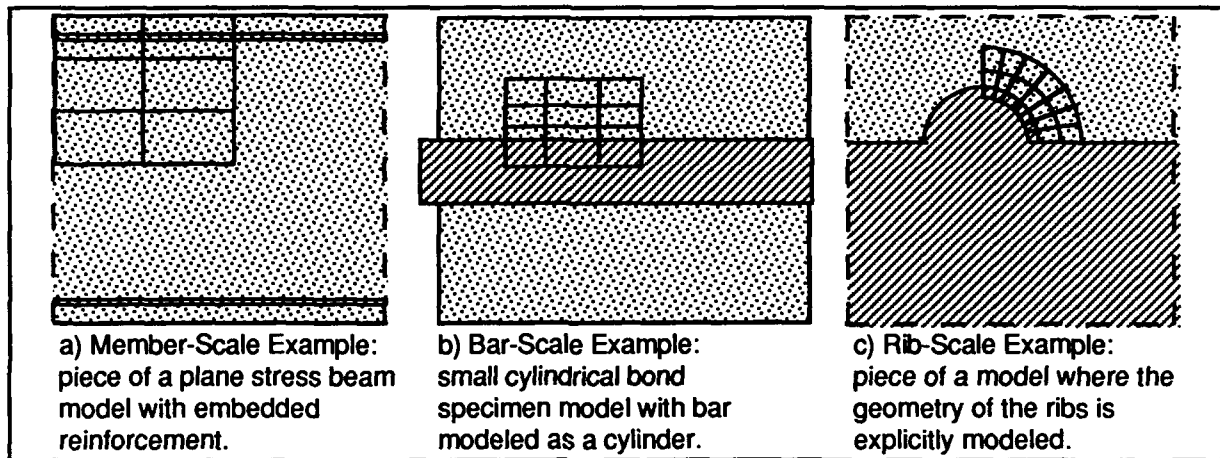 a) Member-Scale Example:
piece of a plane stress beam
model with embedded
reinforcement.
b) Bar-Scale Example:
small cylindrical bond
specimen model with bar
modeled as a cylinder.
c) Rib-Scale Example:
piece of a model where the
geometry of the ribs is
explicitly modeled.